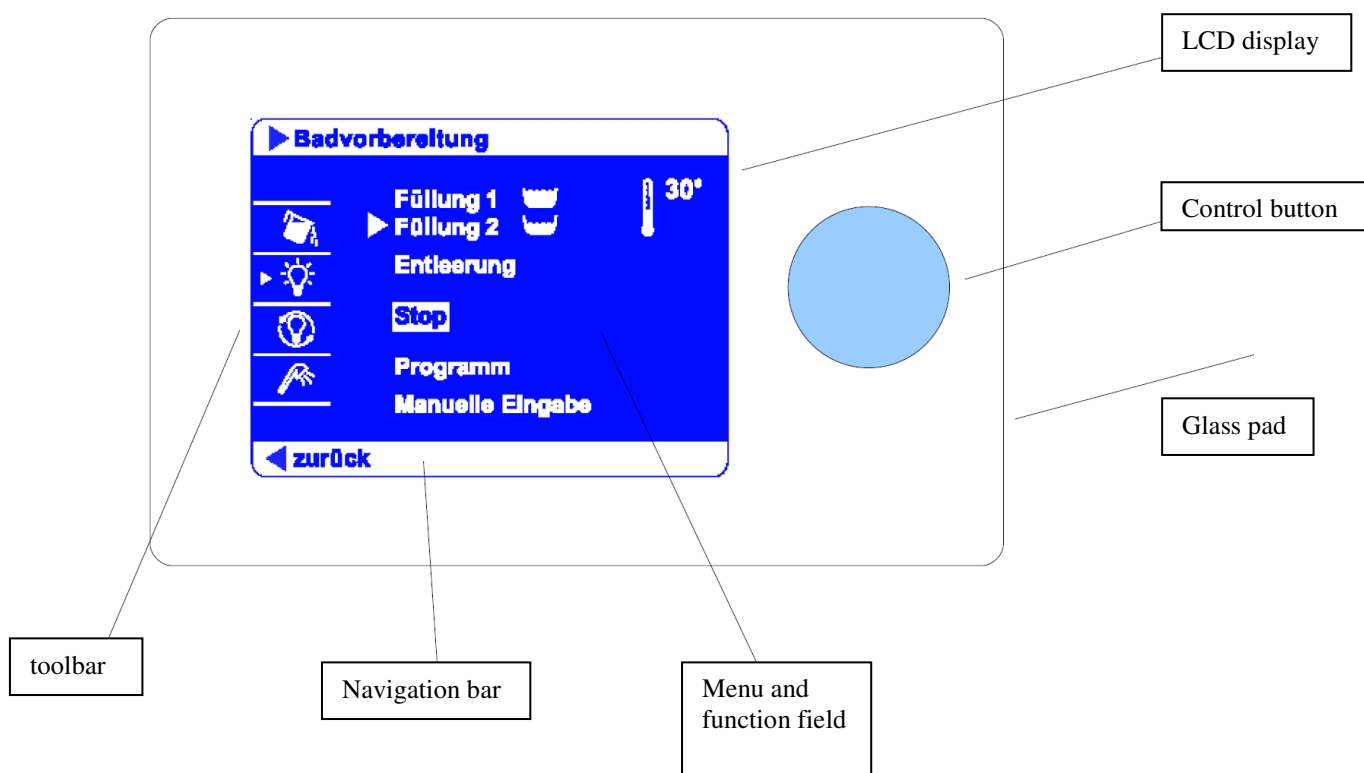 LCD display
Badvorbereitung
Füllung 1
30°
Füllung 2
Control button
Entleerung
Stop
Programm
Manuelle Eingabe
Glass pad
zurück
toolbar
Navigation bar
Menu and
function field